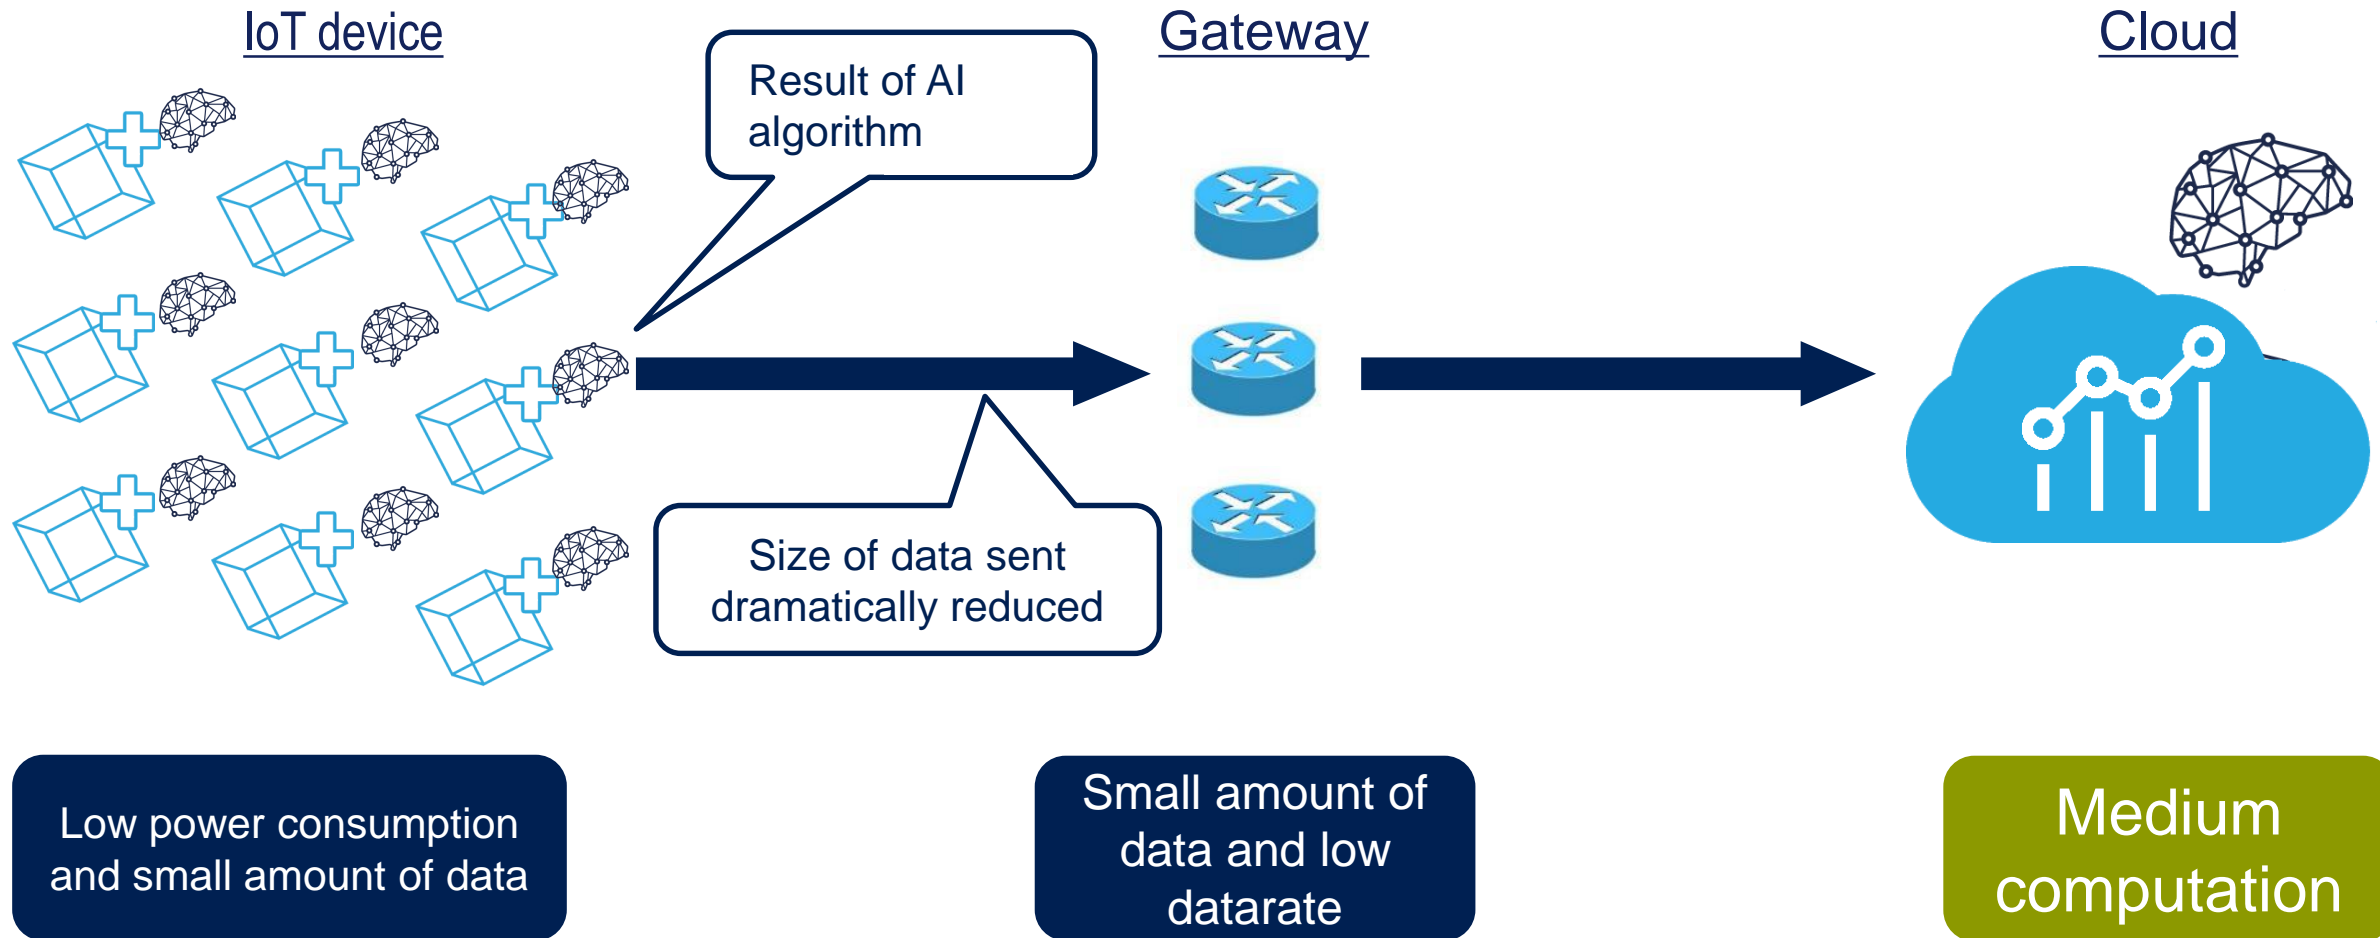 IoT device
Gateway
Cloud
Result of AI
algorithm
Size of data sent
dramatically reduced
Low power consumption
and small amount of data
Small amount of
data and low
datarate
Medium
computation